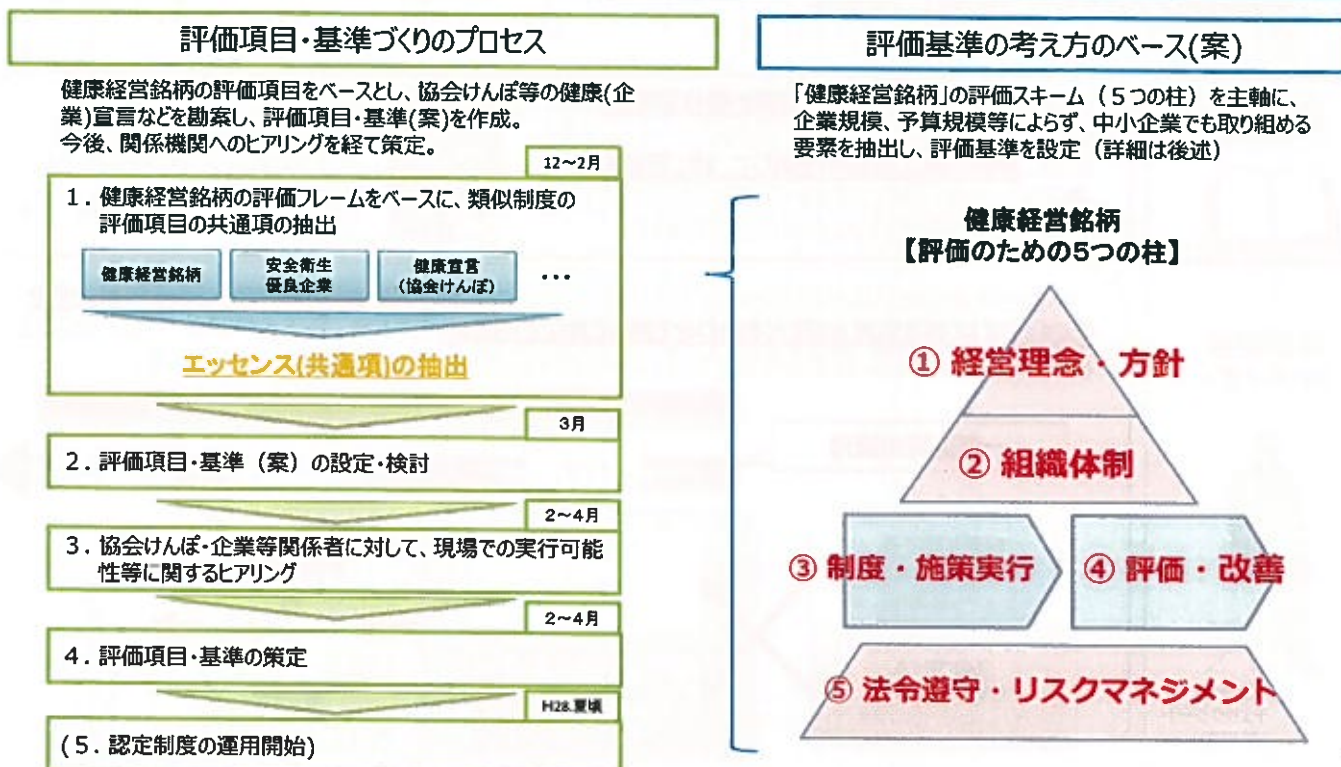 評価項目・基準づくりのプロセス
健康経営銘柄の評価項目をベースとし、協会けんぽ等の健康(企
業)宣言などを勘案し、評価項目・基準(案)を作成。
今後、関係機関へのヒアリングを経て策定。
12～2月
1．健康経営銘柄の評価フレームをベースに、類似制度の
評価項目の共通項の抽出
健康経営銘柄
安全衛生
優良企業
健康宣言
（協会けんぽ）
…
エッセンス(共通項)の抽出
3月
2．評価項目・基準（案）の設定・検討
2～4月
3．協会けんぽ・企業等関係者に対して、現場での実行可能
性等に関するヒアリング
2～4月
4．評価項目・基準の策定
H28.夏頃
(5．認定制度の運用開始)
評価基準の考え方のベース(案)
「健康経営銘柄」の評価スキーム（５つの柱）を主軸に、
企業規模、予算規模等によらず、中小企業でも取り組める
要素を抽出し、評価基準を設定（詳細は後述）
健康経営銘柄
【評価のための5つの柱】
① 経営理念・方針
② 組織体制
③ 制度・施策実行
④ 評価・改善
⑤ 法令遵守・リスクマネジメント